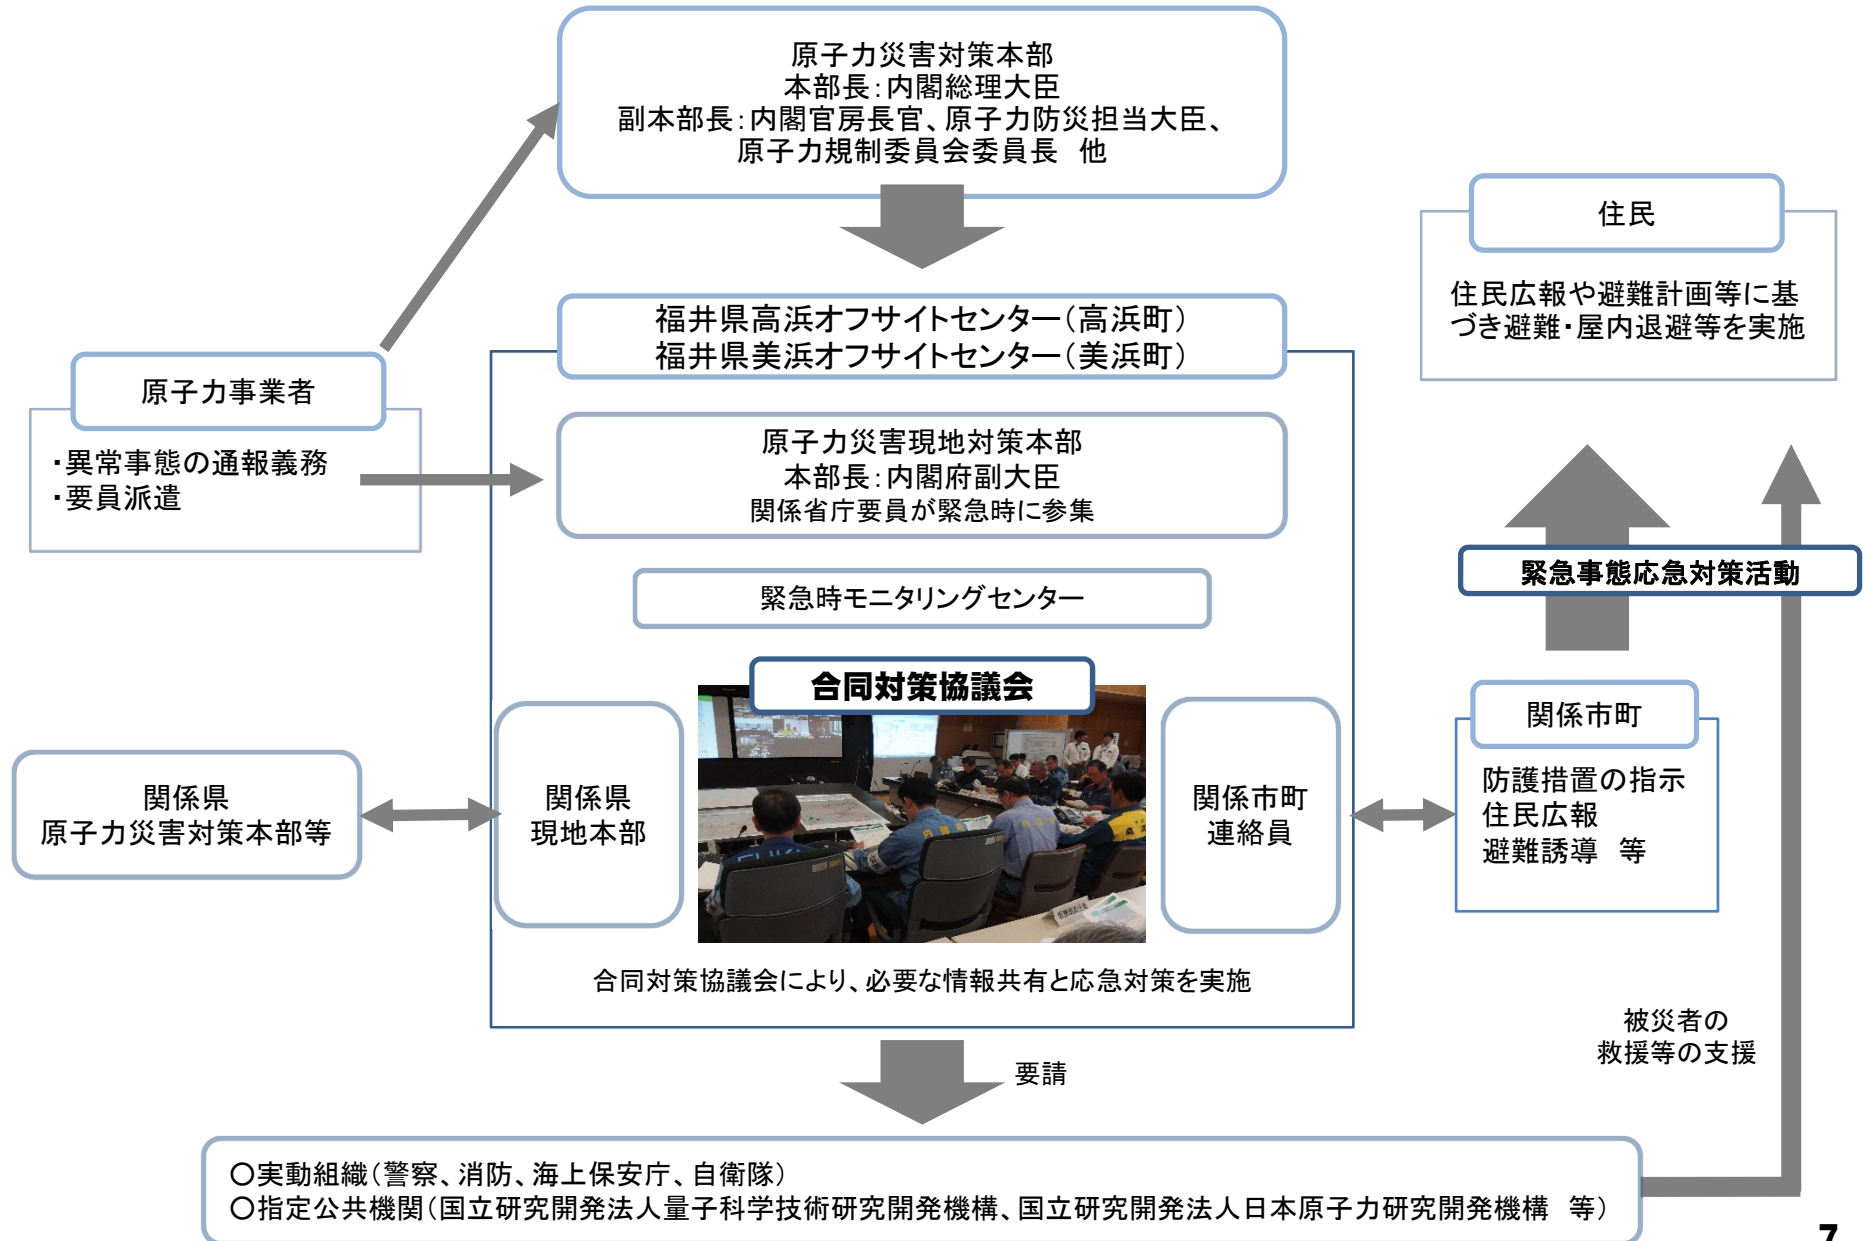 原子力災害対策本部
本部長：内閣総理大臣
副本部長：内閣官房長官、原子力防災担当大臣、
原子力規制委員会委員長　他
住民
住民広報や避難計画等に基
づき避難・屋内退避等を実施
福井県高浜オフサイトセンター（高浜町）
福井県美浜オフサイトセンター（美浜町）
原子力事業者
・異常事態の通報義務
・要員派遣
原子力災害現地対策本部
本部長：内閣府副大臣
関係省庁要員が緊急時に参集
緊急事態応急対策活動
緊急時モニタリングセンター
合同対策協議会
関係県
原子力災害対策本部等
関係県
現地本部
関係市町
連絡員
関係市町
防護措置の指示
住民広報
避難誘導　等
合同対策協議会により、必要な情報共有と応急対策を実施
被災者の
救援等の支援
要請
〇実動組織（警察、消防、海上保安庁、自衛隊）
〇指定公共機関（国立研究開発法人量子科学技術研究開発機構、国立研究開発法人日本原子力研究開発機構　等）
7